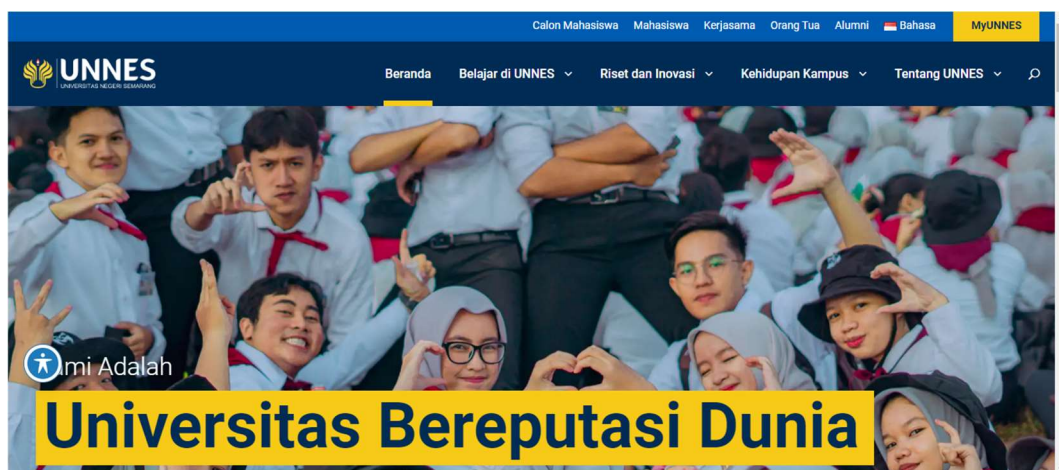 Calon Mahasiswa Mahasiswa Kerjasama Orang Tua Alumni Bahasa MyUNNES
UNNES
UNIVERSITAS NEGERI SEMARANG
Beranda Belajar di UNNES Riset dan Inovasi Kehidupan Kampus Tentang UNNES
mi Adalah
Universitas Bereputasi Dunia